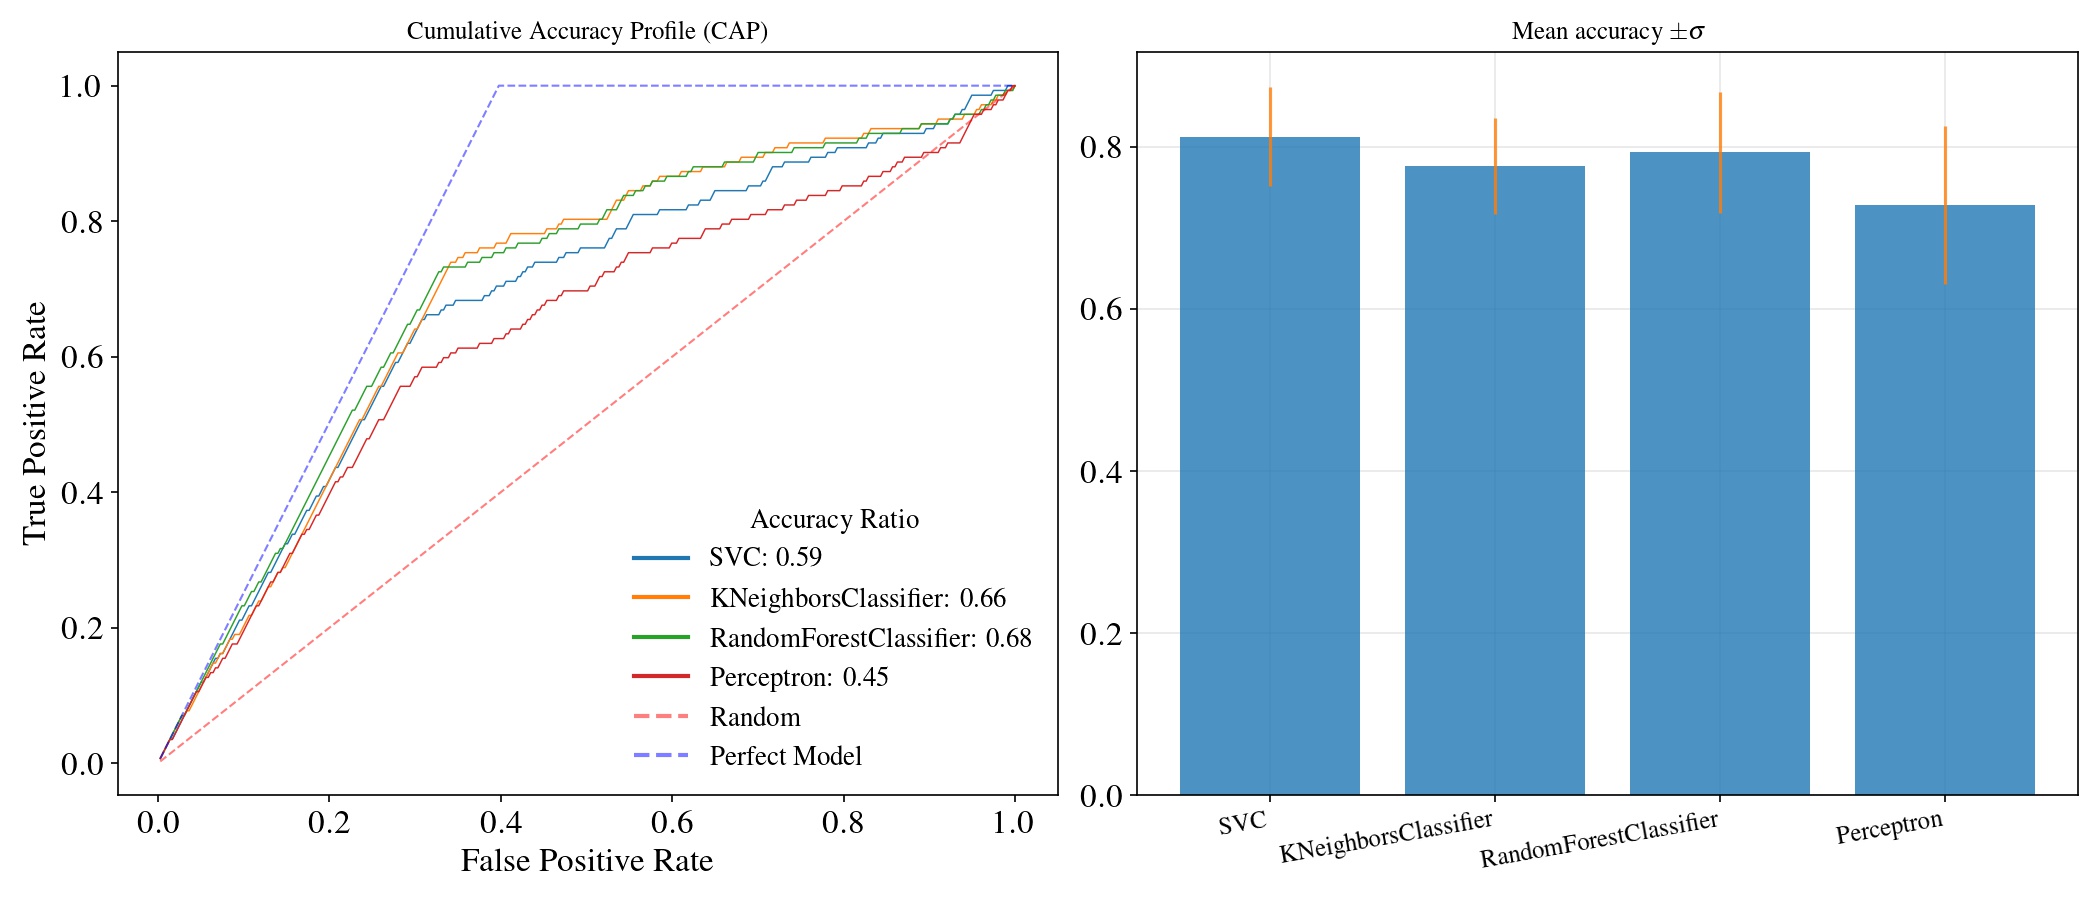 Cumulative Accuracy Profile (CAP)
True Positive Rate
1.0
0.8
0.6
0.4
0.2
0.0
Accuracy Ratio
SVC: 0.59
KNeighborsClassifier: 0.66
RandomForestClassifier: 0.68
Perceptron: 0.45
Random
Perfect Model
0.0 0.2 0.4 0.6 0.8 1.0
False Positive Rate
Mean accuracy ±σ
0.8
0.6
0.4
0.2
0.0
SVC
KNeighborsClassifier
RandomForestClassifier
Perceptron